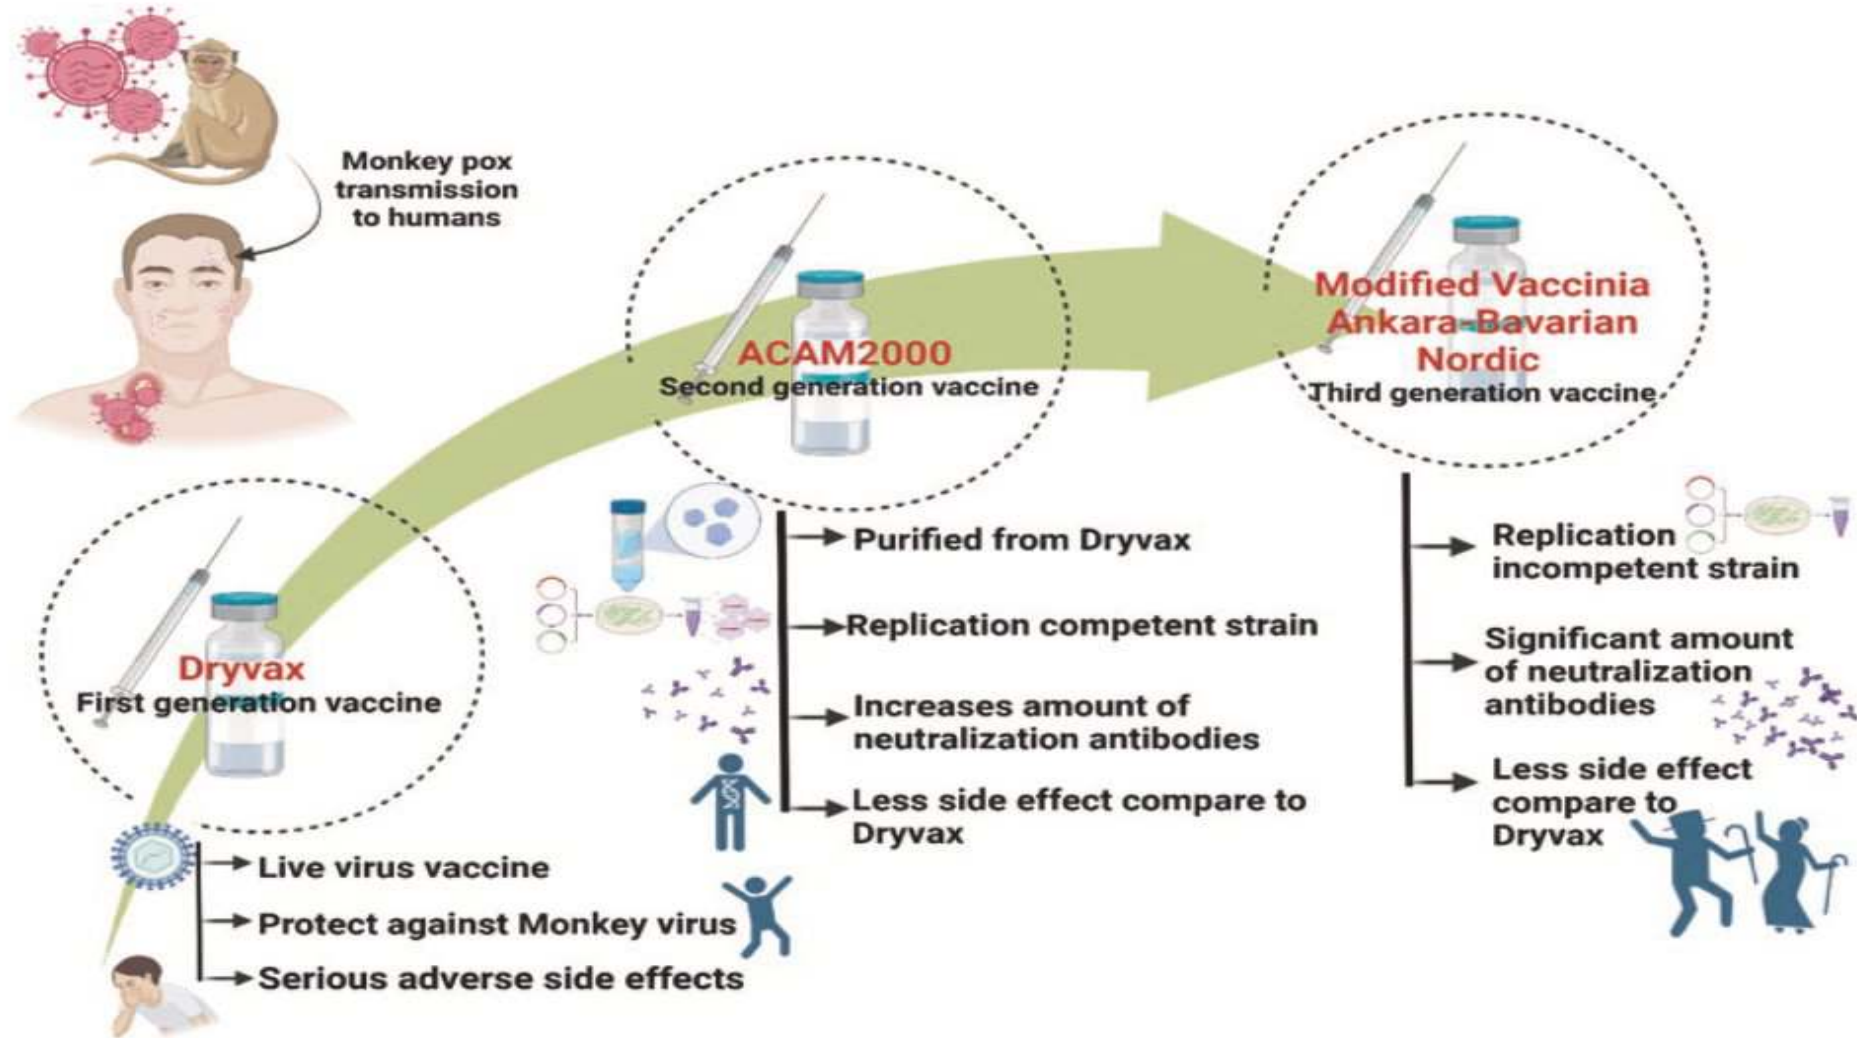 Monkey pox
transmission
to humans
Dryvax
First generation vaccine
Live virus vaccine
Protect against Monkey virus
Serious adverse side effects
ACAM2000
Second generation vaccine
Purified from Dryvax
Replication competent strain
Increases amount of
neutralization antibodies
Less side effect compare to
Dryvax
Modified Vaccinia
Ankara-Bavarian
Nordic
Third generation vaccine
Replication
incompetent strain
Significant amount
of neutralization
antibodies
Less side effect
compare to
Dryvax